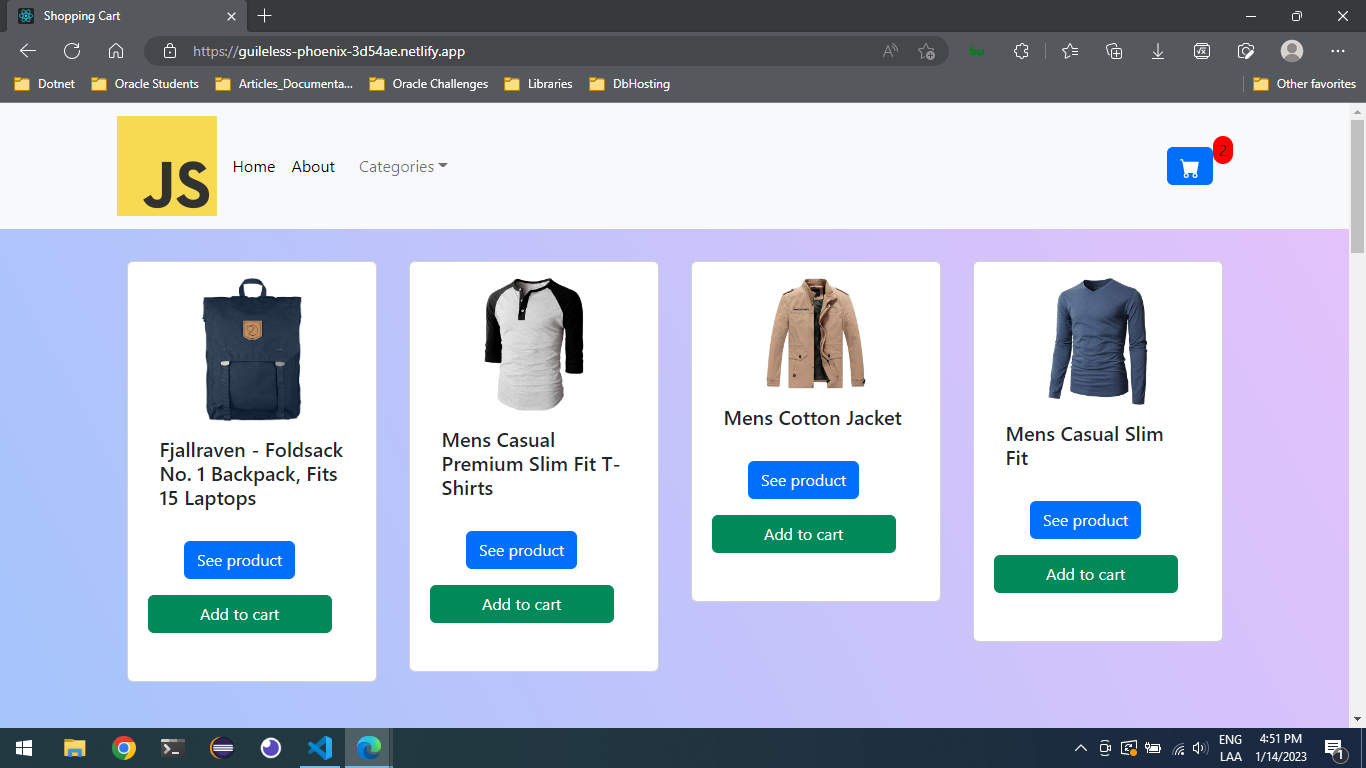 Shopping Cart
https://guileless-phoenix-3d54ae.netlify.app
Dotnet
Oracle Students
Articles_Documenta...
Oracle Challenges
Libraries
DbHosting
Other favorites
JS
Home
About
Categories
2
Fjallraven - Foldsack
No. 1 Backpack, Fits
15 Laptops
See product
Add to cart
Mens Casual
Premium Slim Fit T-
Shirts
See product
Add to cart
Mens Cotton Jacket
See product
Add to cart
Mens Casual Slim
Fit
See product
Add to cart
ENG
LAA
4:51 PM
1/14/2023
1